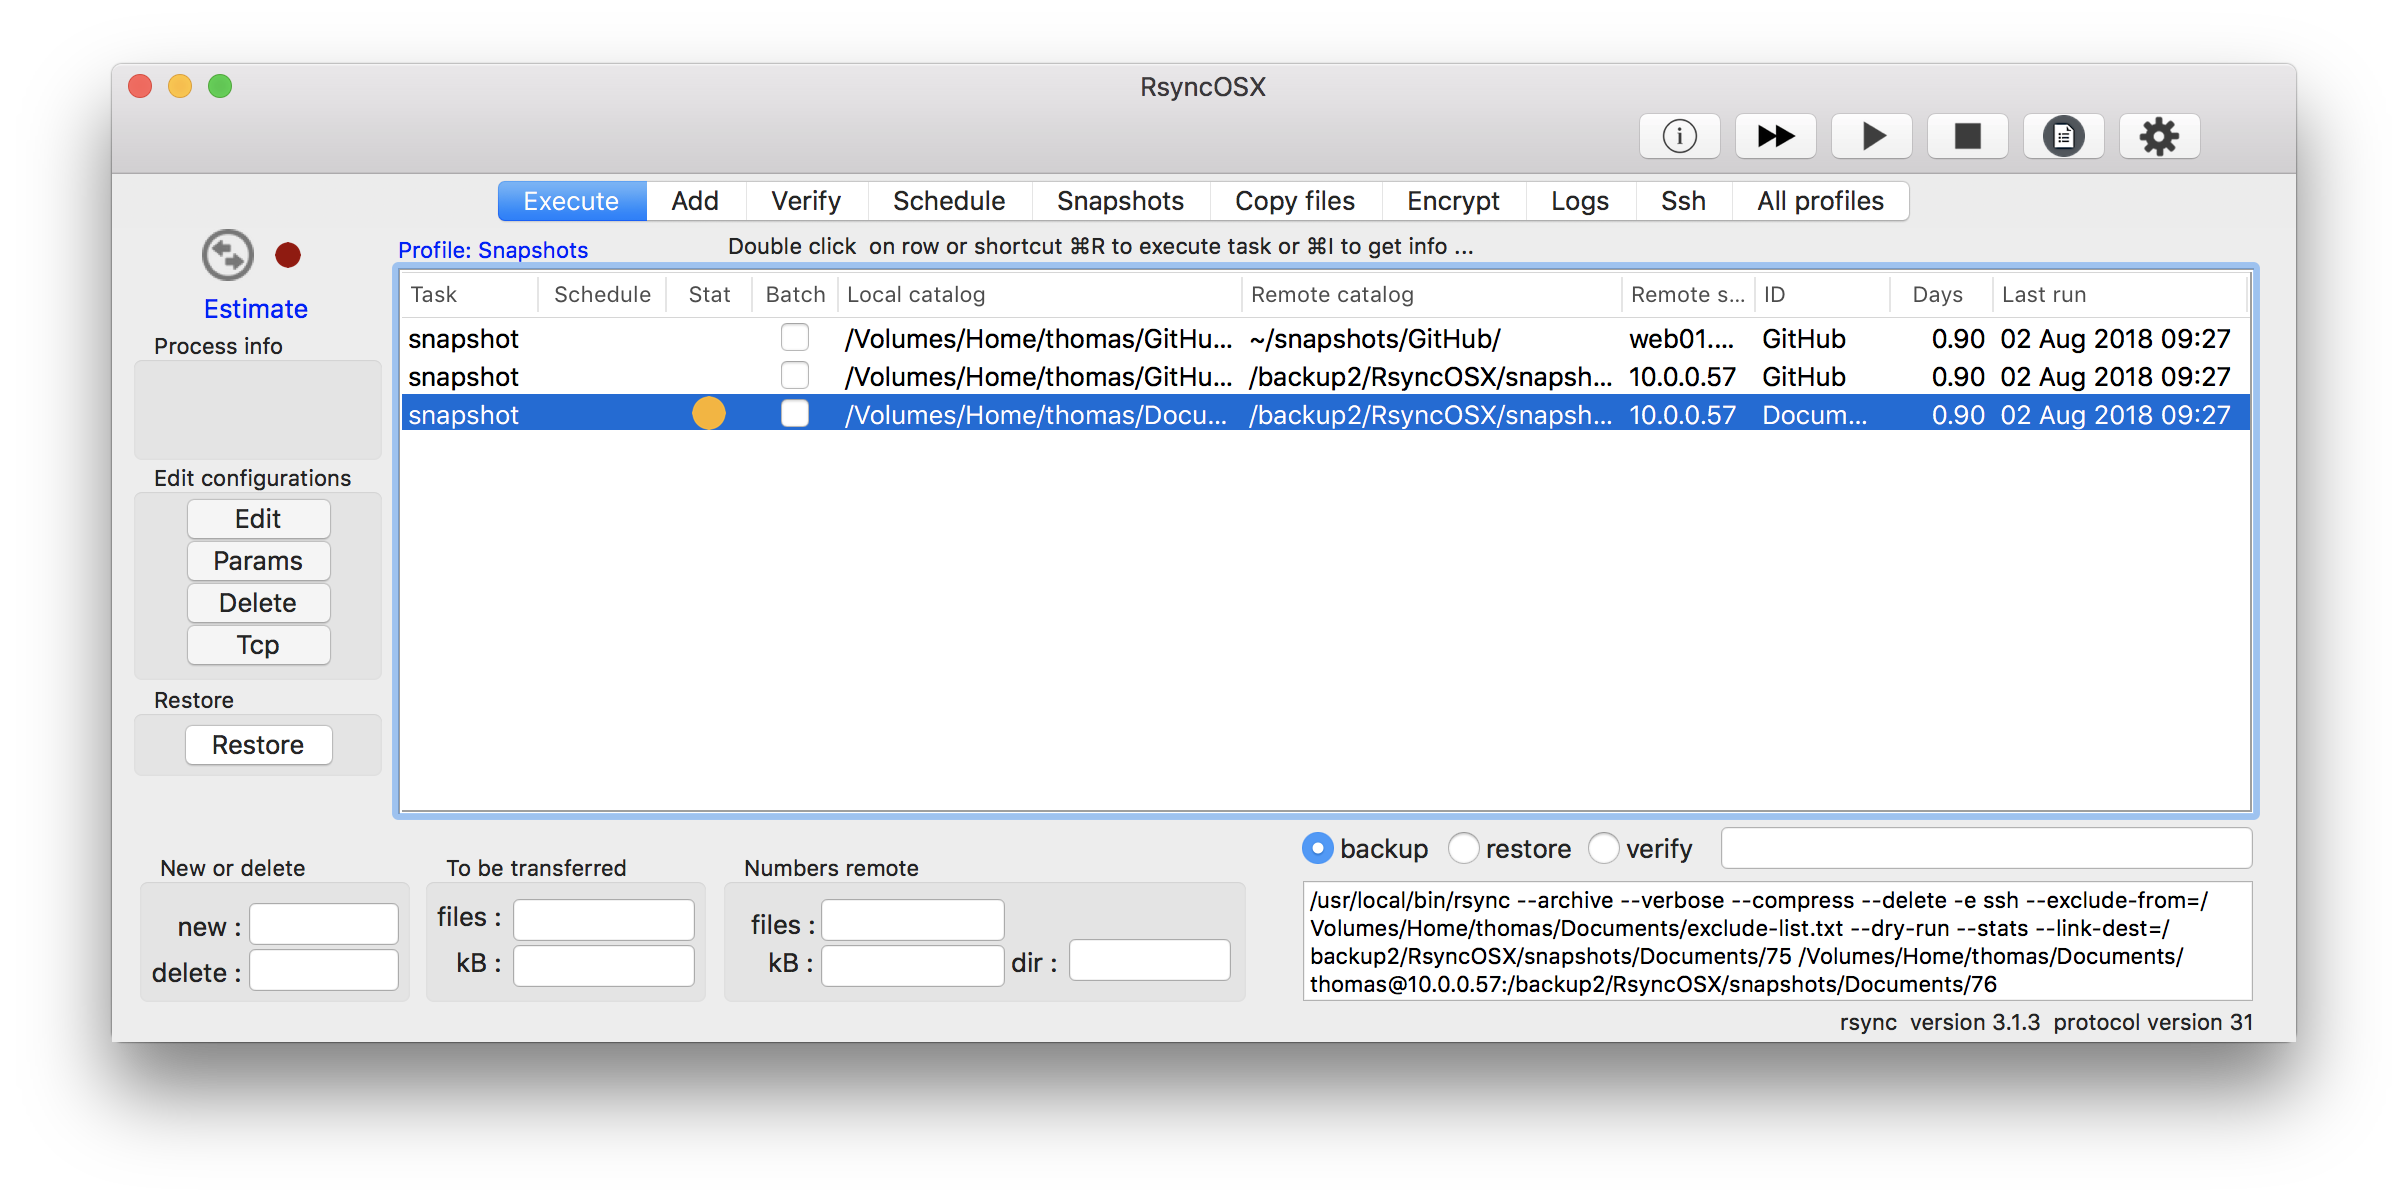 RsyncOSX
Execute Add Verify Schedule Snapshots Copy files Encrypt Logs Ssh All profiles
Profile: Snapshots Double click  on row or shortcut ⌘R to execute task or ⌘I to get info ...
Estimate
Process info
Edit configurations
Edit
Params
Delete
Tcp
Restore
Restore
Task Schedule Stat Batch Local catalog Remote catalog Remote s... ID Days Last run
snapshot /Volumes/Home/thomas/GitHu... ~/snapshots/GitHub/ web01.... GitHub 0.90 02 Aug 2018 09:27
snapshot /Volumes/Home/thomas/GitHu... /backup2/RsyncOSX/snapsh... 10.0.0.57 GitHub 0.90 02 Aug 2018 09:27
snapshot /Volumes/Home/thomas/Docu... /backup2/RsyncOSX/snapsh... 10.0.0.57 Docum... 0.90 02 Aug 2018 09:27
New or delete
new :
delete :
To be transferred
files :
kB :
Numbers remote
files :
kB : dir :
backup restore verify
/usr/local/bin/rsync --archive --verbose --compress --delete -e ssh --exclude-from=/
Volumes/Home/thomas/Documents/exclude-list.txt --dry-run --stats --link-dest=/
backup2/RsyncOSX/snapshots/Documents/75 /Volumes/Home/thomas/Documents/
thomas@10.0.0.57:/backup2/RsyncOSX/snapshots/Documents/76
rsync  version 3.1.3  protocol version 31